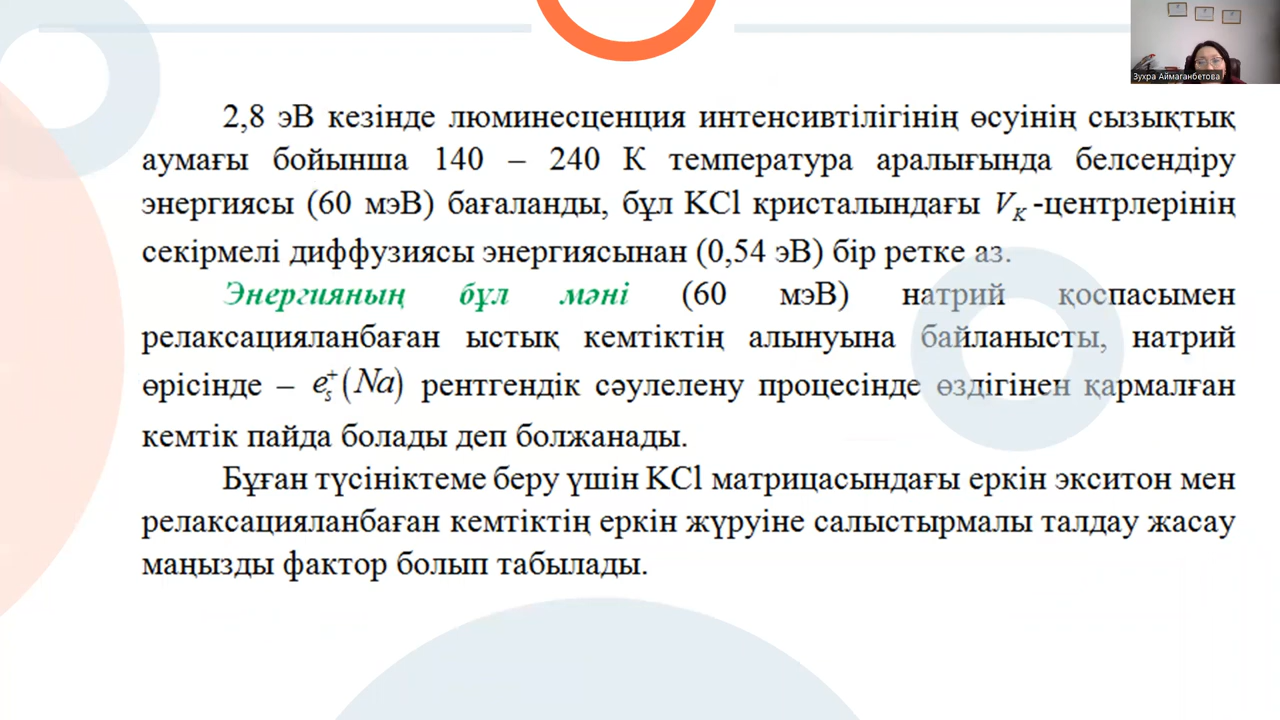 Зухра Аймаганбетова
2,8 эВ кезінде люминесценция интенсивтілігінің өсуінің сызықтық
аумағы бойынша 140 – 240 К температура аралығында белсендіру
энергиясы (60 мэВ) бағаланды, бұл KCl кристалындағы V_K -центрлерінің
секірмелі диффузиясы энергиясынан (0,54 эВ) бір ретке аз.
Энергияның бұл мәні (60 мэВ) натрий қоспасымен
релаксацияланбаған ыстық кемтіктің алынуына байланысты, натрий
өрісінде – e_s^+(Na) рентгендік сәулелену процесінде өздігінен қармалған
кемтік пайда болады деп болжанады.
Бұған түсініктеме беру үшін KCl матрицасындағы еркін экситон мен
релаксацияланбаған кемтіктің еркін жүруіне салыстырмалы талдау жасау
маңызды фактор болып табылады.